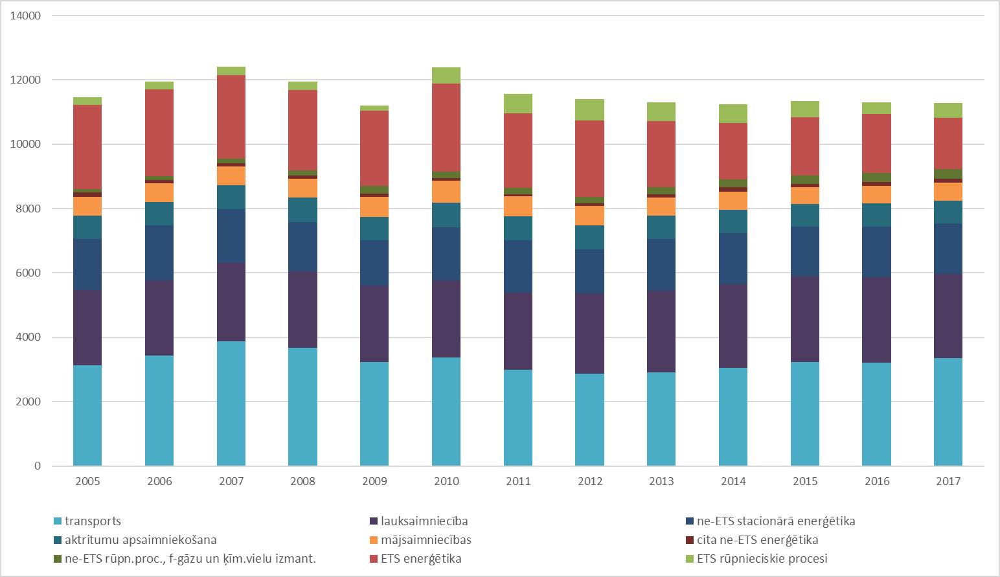 14000
12000
10000
8000
6000
4000
2000
0
2005 2006 2007 2008 2009 2010 2011 2012 2013 2014 2015 2016 2017
transports lauksaimniecība ne-ETS stacionārā enerģētika
aktritumu apsaimniekošana mājsaimniecības cita ne-ETS enerģētika
ne-ETS rūpn.proc., f-gāzu un ķīm.vielu izmant. ETS enerģētika ETS rūpnieciskie procesi